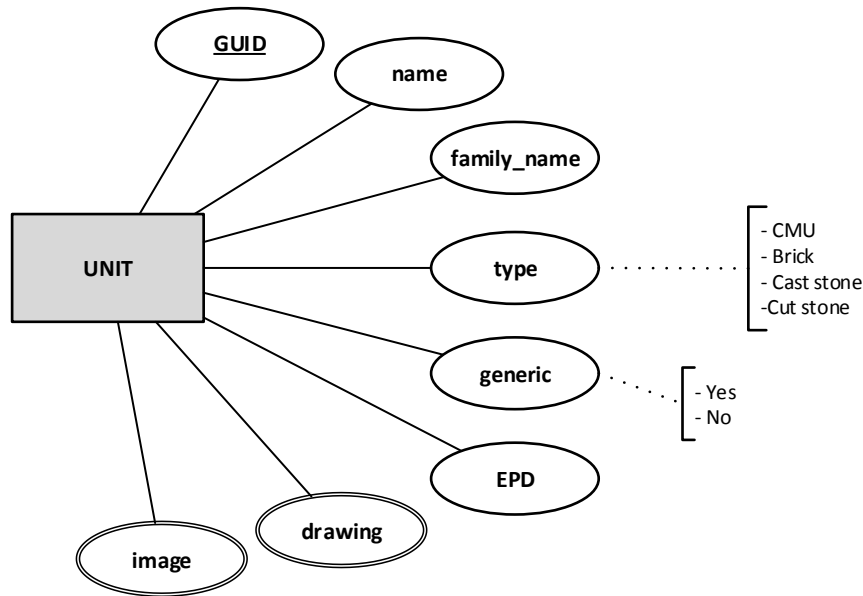 GUID
name
family_name
UNIT
type
- CMU
- Brick
- Cast stone
-Cut stone
generic
- Yes
- No
EPD
drawing
image